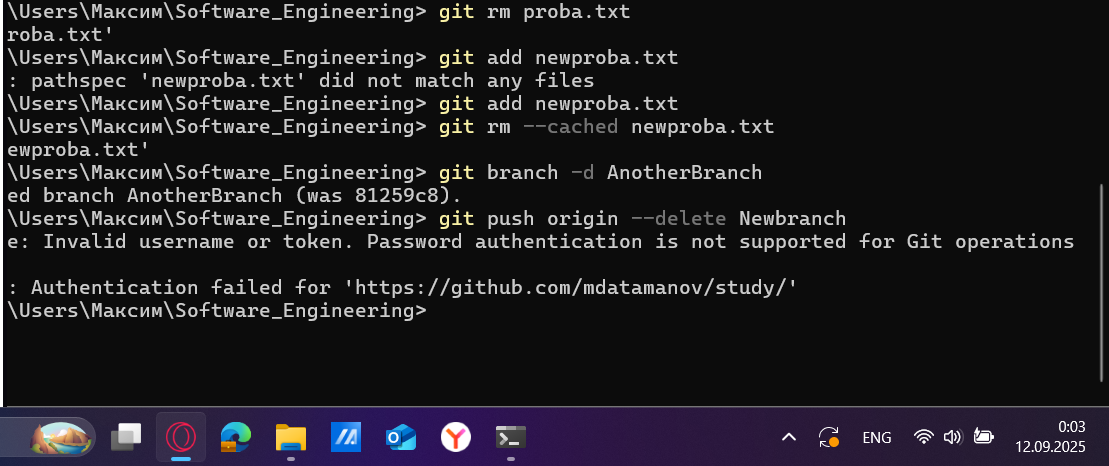 \Users\Максим\Software_Engineering> git rm proba.txt
roba.txt'
\Users\Максим\Software_Engineering> git add newproba.txt
: pathspec 'newproba.txt' did not match any files
\Users\Максим\Software_Engineering> git add newproba.txt
\Users\Максим\Software_Engineering> git rm --cached newproba.txt
ewproba.txt'
\Users\Максим\Software_Engineering> git branch -d AnotherBranch
ed branch AnotherBranch (was 81259c8).
\Users\Максим\Software_Engineering> git push origin --delete Newbranch
e: Invalid username or token. Password authentication is not supported for Git operations
: Authentication failed for 'https://github.com/mdatamanov/study/'
\Users\Максим\Software_Engineering>
ENG
0:03
12.09.2025